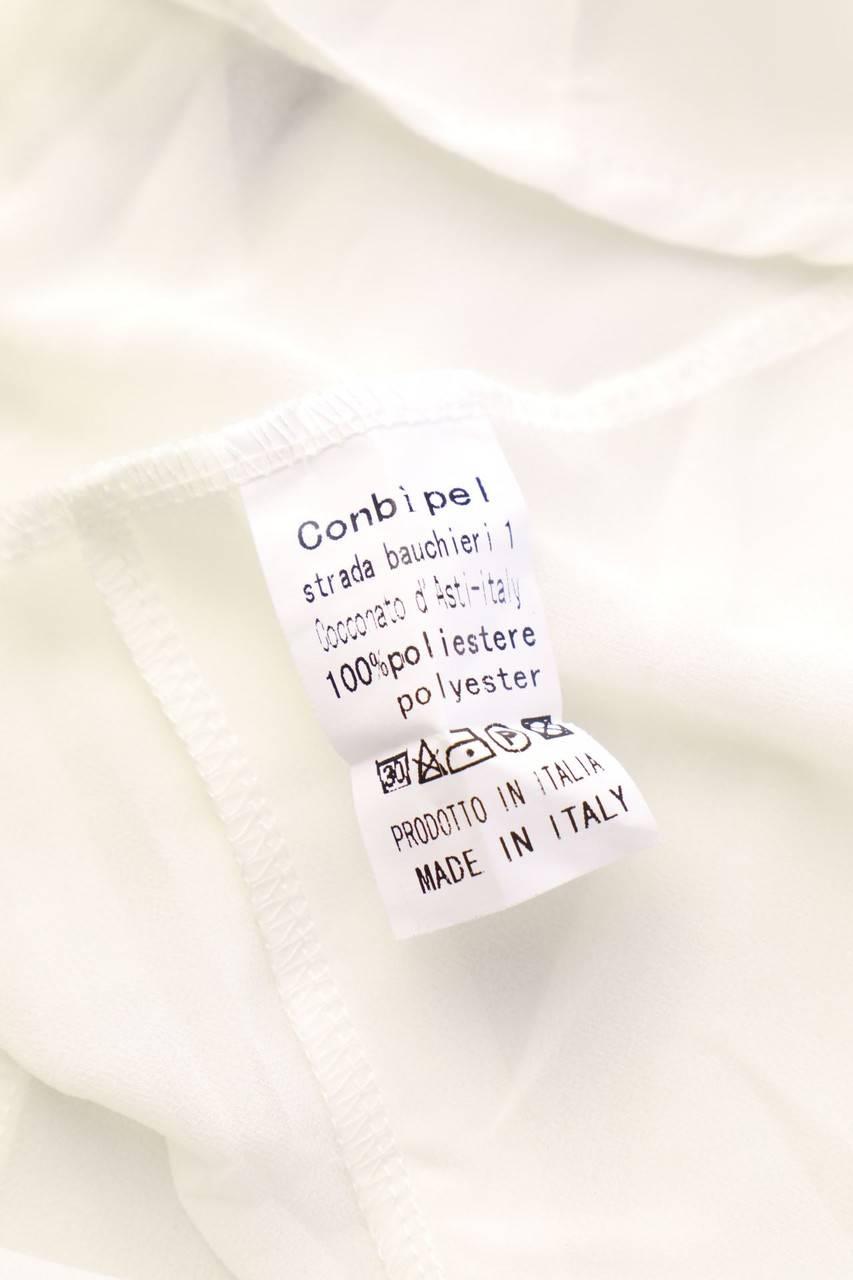 Conbipel
strada bauchieri 1
Cocconato d'Asti-italy
100%poliestere
polyester
30 P
PRODOTTO IN ITALIA
MADE IN ITALY